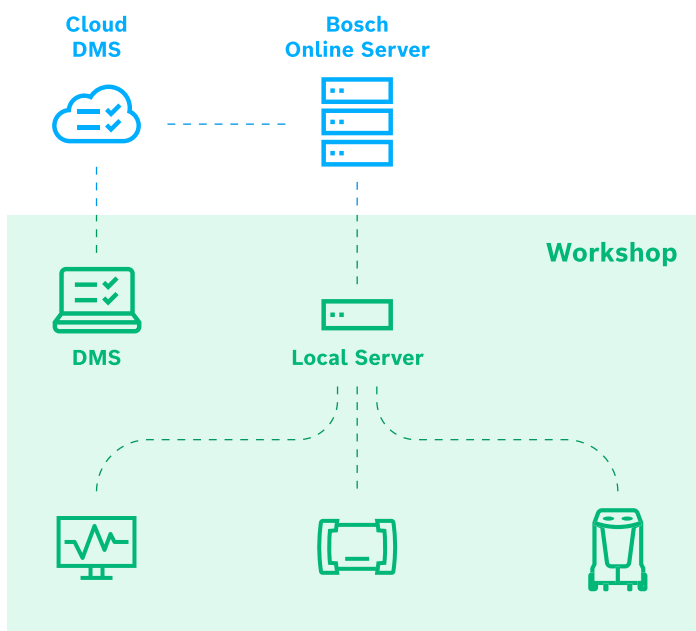 Cloud
DMS
Bosch
Online Server
Workshop
DMS
Local Server